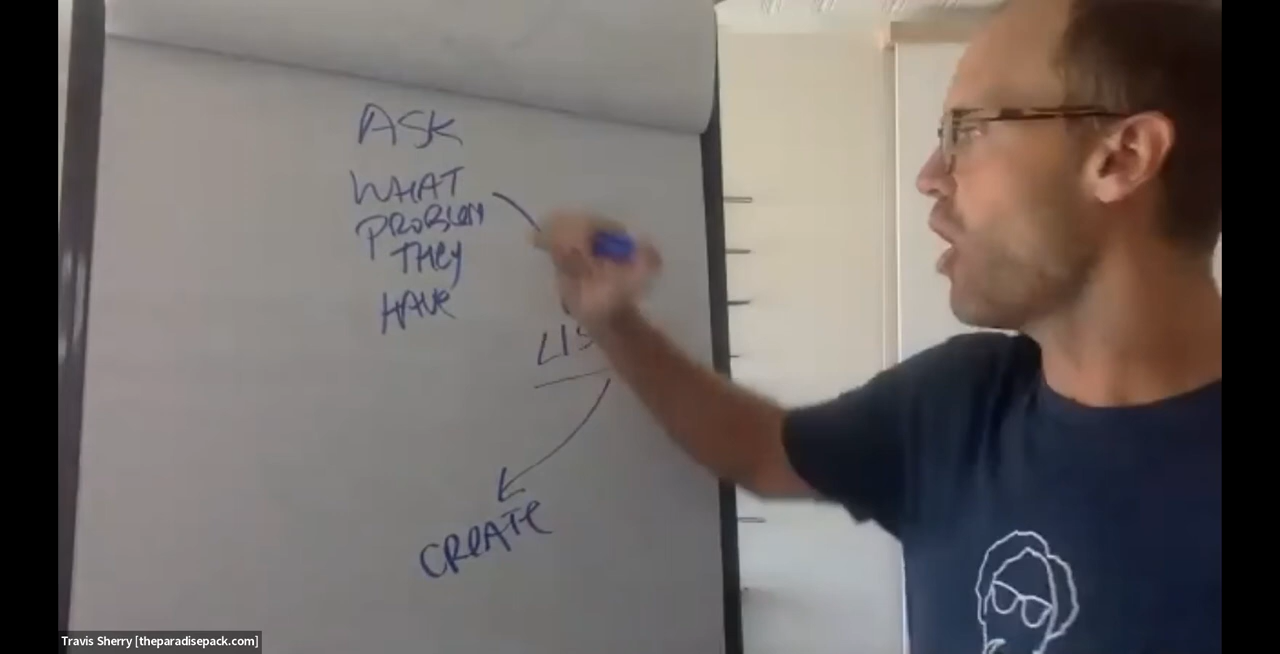 ASK
WHAT
PROBLEM
THEY
HAVE
LIS
CREATE
Travis Sherry [theparadisepack.com]